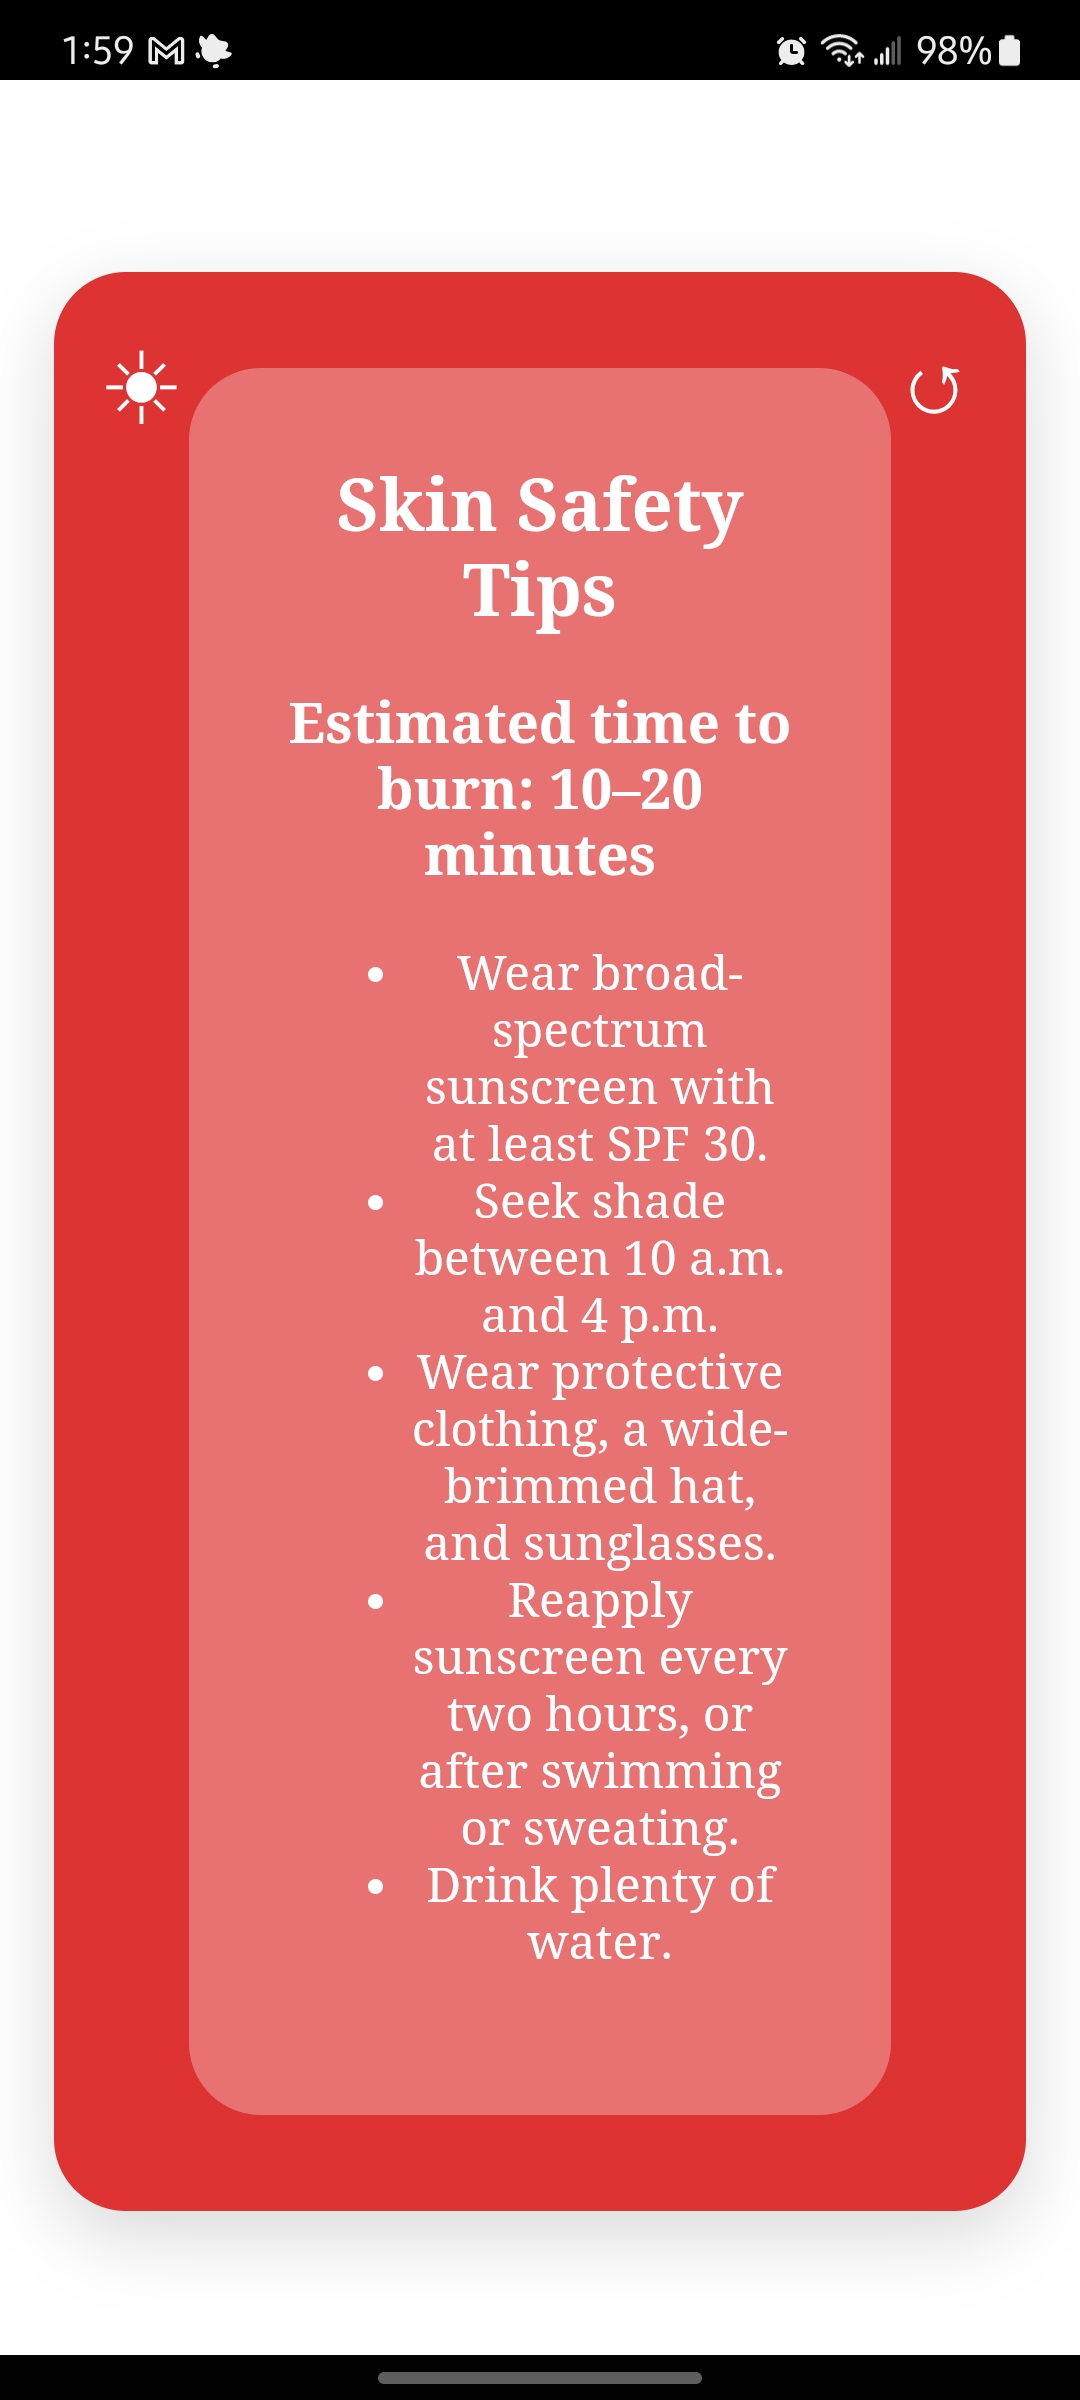 1:59 98%
Skin Safety
Tips
Estimated time to
burn: 10–20
minutes
• Wear broad-
spectrum
sunscreen with
at least SPF 30.
• Seek shade
between 10 a.m.
and 4 p.m.
• Wear protective
clothing, a wide-
brimmed hat,
and sunglasses.
• Reapply
sunscreen every
two hours, or
after swimming
or sweating.
• Drink plenty of
water.